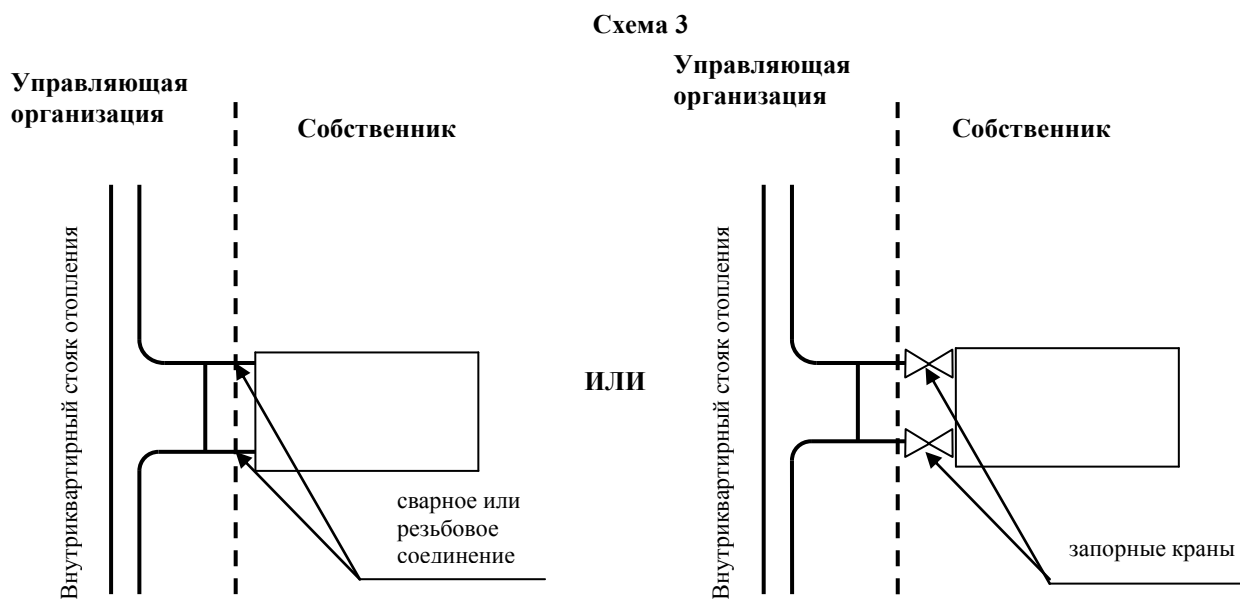 Схема 3
Управляющая
организация
Собственник
Внутриквартирный стояк отопления
сварное или
резьбовое
соединение
ИЛИ
Управляющая
организация
Собственник
Внутриквартирный стояк отопления
запорные краны